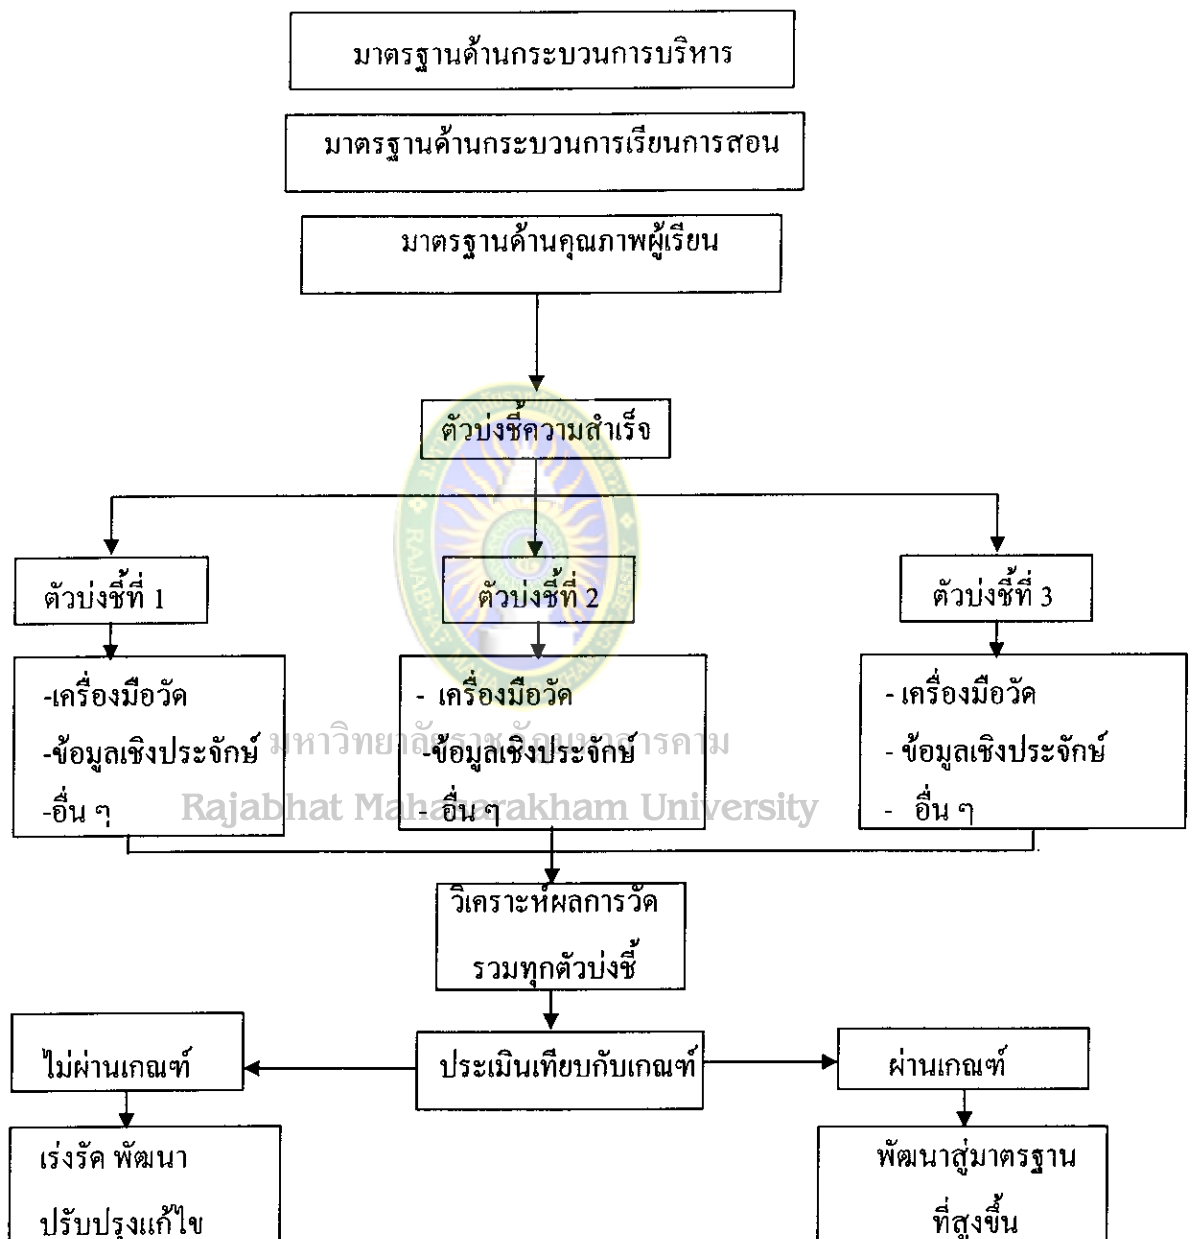 มาตรฐานด้านกระบวนการบริหาร
มาตรฐานด้านกระบวนการเรียนการสอน
มาตรฐานด้านคุณภาพผู้เรียน
ตัวบ่งชี้ความสำเร็จ
ตัวบ่งชี้ที่ 1
ตัวบ่งชี้ที่ 2
ตัวบ่งชี้ที่ 3
-เครื่องมือวัด
-ข้อมูลเชิงประจักษ์
-อื่น ๆ
- เครื่องมือวัด
-ข้อมูลเชิงประจักษ์
- อื่น ๆ
- เครื่องมือวัด
- ข้อมูลเชิงประจักษ์
- อื่น ๆ
มหาวิทยาลัยราชภัฏมหาสารคาม
Rajabhat Mahasarakham University
วิเคราะห์ผลการวัด
รวมทุกตัวบ่งชี้
ไม่ผ่านเกณฑ์
ประเมินเทียบกับเกณฑ์
ผ่านเกณฑ์
เร่งรัด พัฒนา
ปรับปรุงแก้ไข
พัฒนาสู่มาตรฐาน
ที่สูงขึ้น